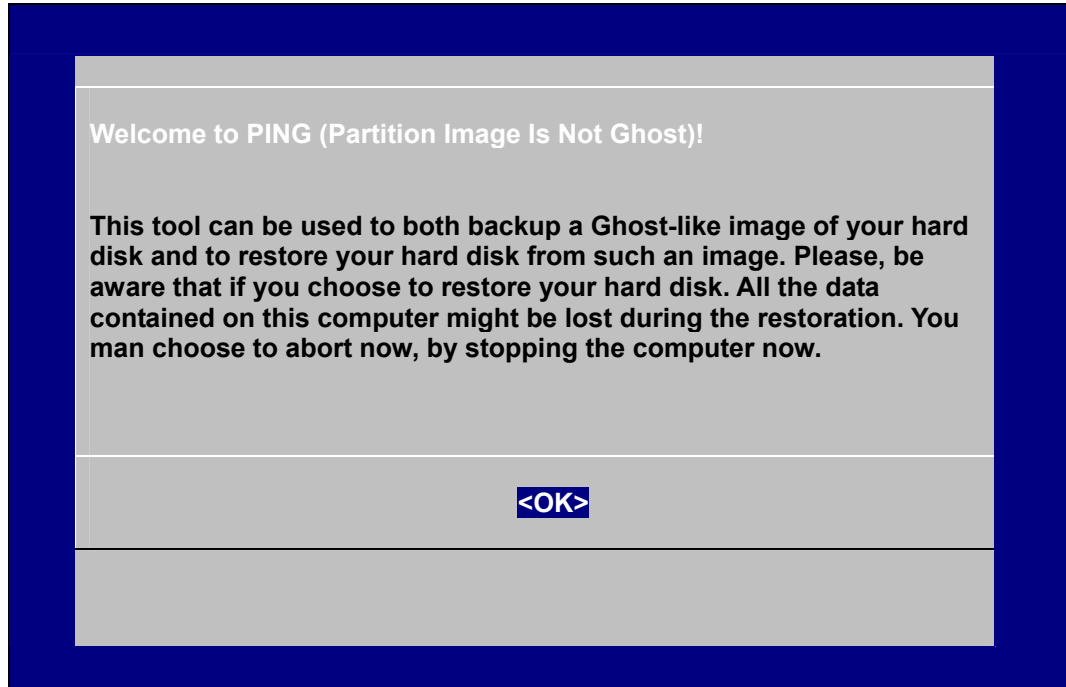 Welcome to PING (Partition Image Is Not Ghost)!
This tool can be used to both backup a Ghost-like image of your hard
disk and to restore your hard disk from such an image. Please, be
aware that if you choose to restore your hard disk. All the data
contained on this computer might be lost during the restoration. You
man choose to abort now, by stopping the computer now.
<OK>